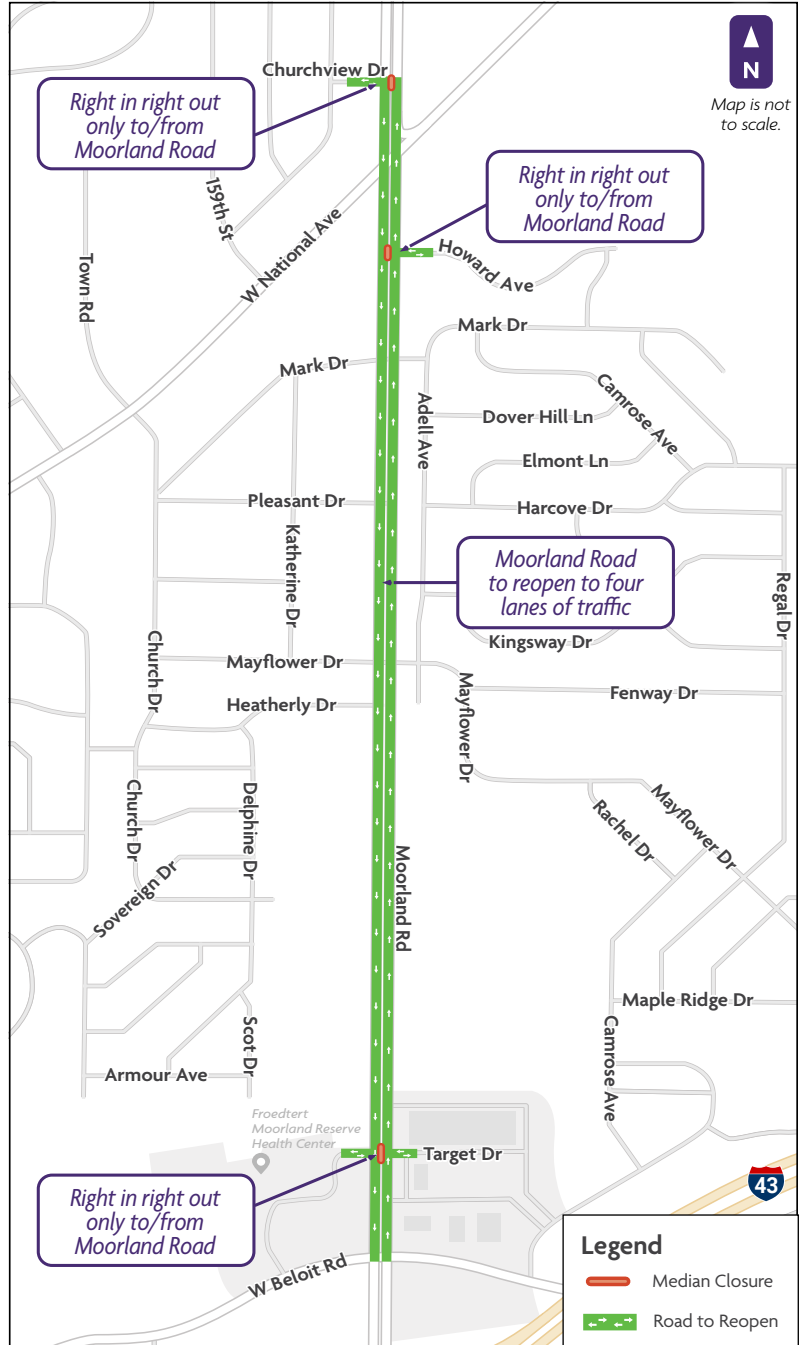 Churchview Dr
N
Map is not
to scale.
Right in right out
only to/from
Moorland Road
Right in right out
only to/from
Moorland Road
159th St
W National Ave
Town Rd
Howard Ave
Mark Dr
Mark Dr
Adell Ave
Camrose Ave
Dover Hill Ln
Elmont Ln
Pleasant Dr
Harcove Dr
Katherine Dr
Moorland Road
to reopen to four
lanes of traffic
Regal Dr
Kingsway Dr
Church Dr
Mayflower Dr
Heatherly Dr
Mayflower Dr
Fenway Dr
Church Dr
Delphine Dr
Rachel Dr
Mayflower Dr
Sovereign Dr
Moorland Rd
Maple Ridge Dr
Scot Dr
Camrose Ave
Armour Ave
Froedtert
Moorland Reserve
Health Center
Target Dr
43
Right in right out
only to/from
Moorland Road
W Beloit Rd
Legend
Median Closure
Road to Reopen